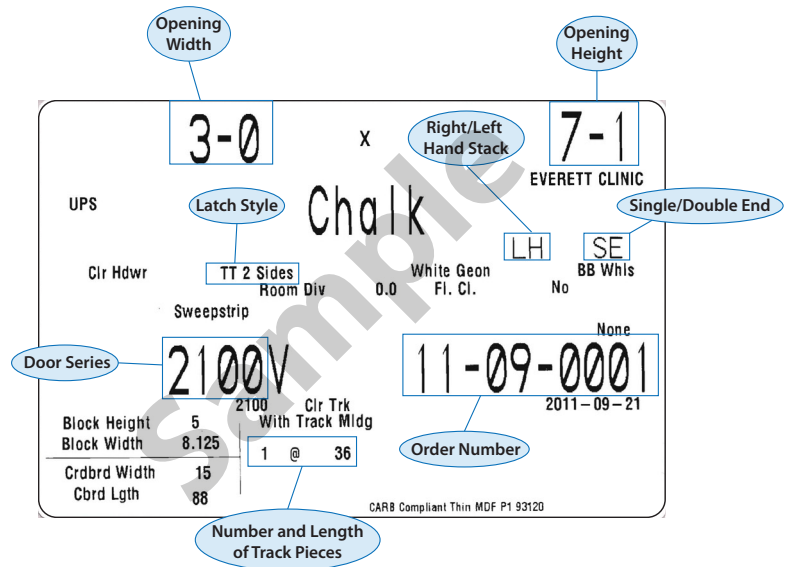 Opening
Width
Opening
Height
3-0
X
7-1
Right/Left
Hand Stack
EVERETT CLINIC
UPS
Latch Style
Chalk
Single/Double End
LH
SE
Clr Hdwr
TT 2 Sides
White Geon
BB Whls
Room Div
0.0
Fl. Cl.
No
Sweepstrip
None
Door Series
2100V
11-09-0001
2100
Clr Trk
2011-09-21
Block Height 5
With Track Mldg
Block Width 8.125
Order Number
1 @ 36
Crdbrd Width 15
Cbrd Lgth 88
CARB Compliant Thin MDF P1 93120
Number and Length
of Track Pieces
Sample